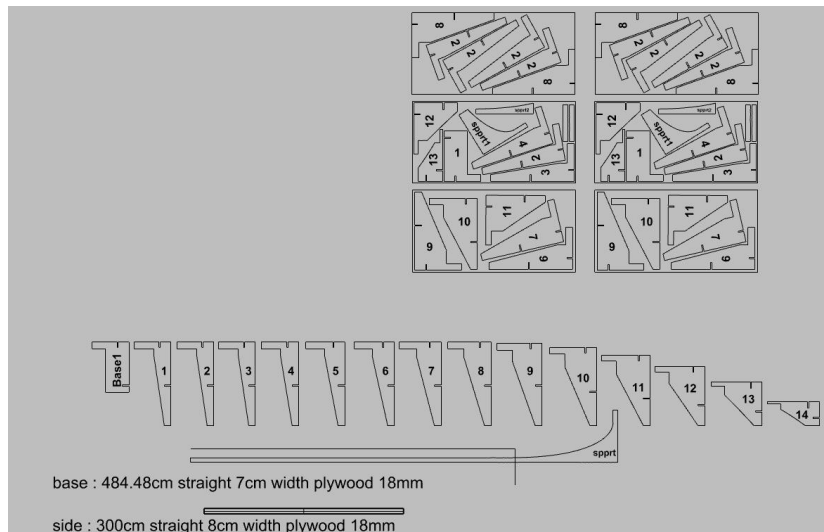 8 2 2 2 2 8
8 2 2 2 2 8
12 spprt2 spprt1 13 1 4 2 3
12 spprt2 spprt1 13 1 4 2 3
9 10 11 7 6
9 10 11 7 6
Base1 1 2 3 4 5 6 7 8 9 10 11 12 13 14
spprt
base : 484.48cm straight 7cm width plywood 18mm
side : 300cm straight 8cm width plywood 18mm